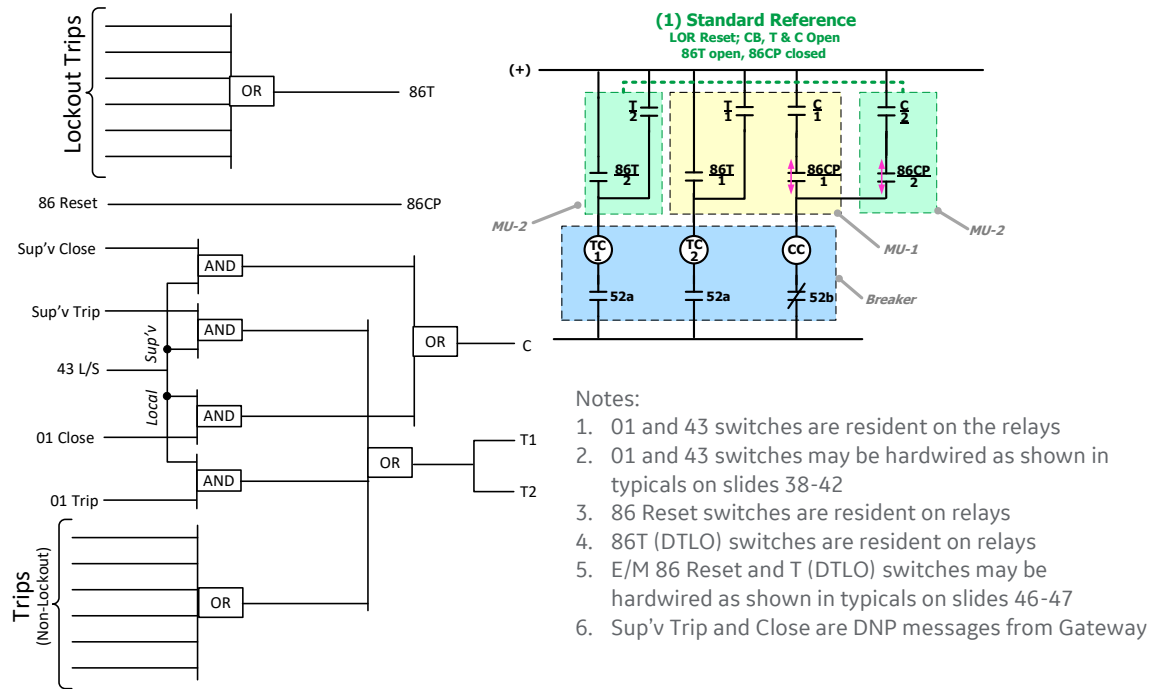 Lockout Trips
OR
86T
86 Reset
86CP
Sup'v Close
AND
Sup'v Trip
AND
Sup'v
43 L/S
OR
C
Local
AND
01 Close
OR
T1
T2
AND
01 Trip
Trips
(Non-Lockout)
OR
(1) Standard Reference
LOR Reset; CB, T & C Open
86T open, 86CP closed
(+)
T
2
T
1
C
1
C
2
86T
2
86T
1
86CP
1
86CP
2
MU-2
MU-1
MU-2
TC
1
TC
2
CC
52a
52a
52b
Breaker
Notes:
1. 01 and 43 switches are resident on the relays
2. 01 and 43 switches may be hardwired as shown in
typicals on slides 38-42
3. 86 Reset switches are resident on relays
4. 86T (DTLO) switches are resident on relays
5. E/M 86 Reset and T (DTLO) switches may be
hardwired as shown in typicals on slides 46-47
6. Sup'v Trip and Close are DNP messages from Gateway